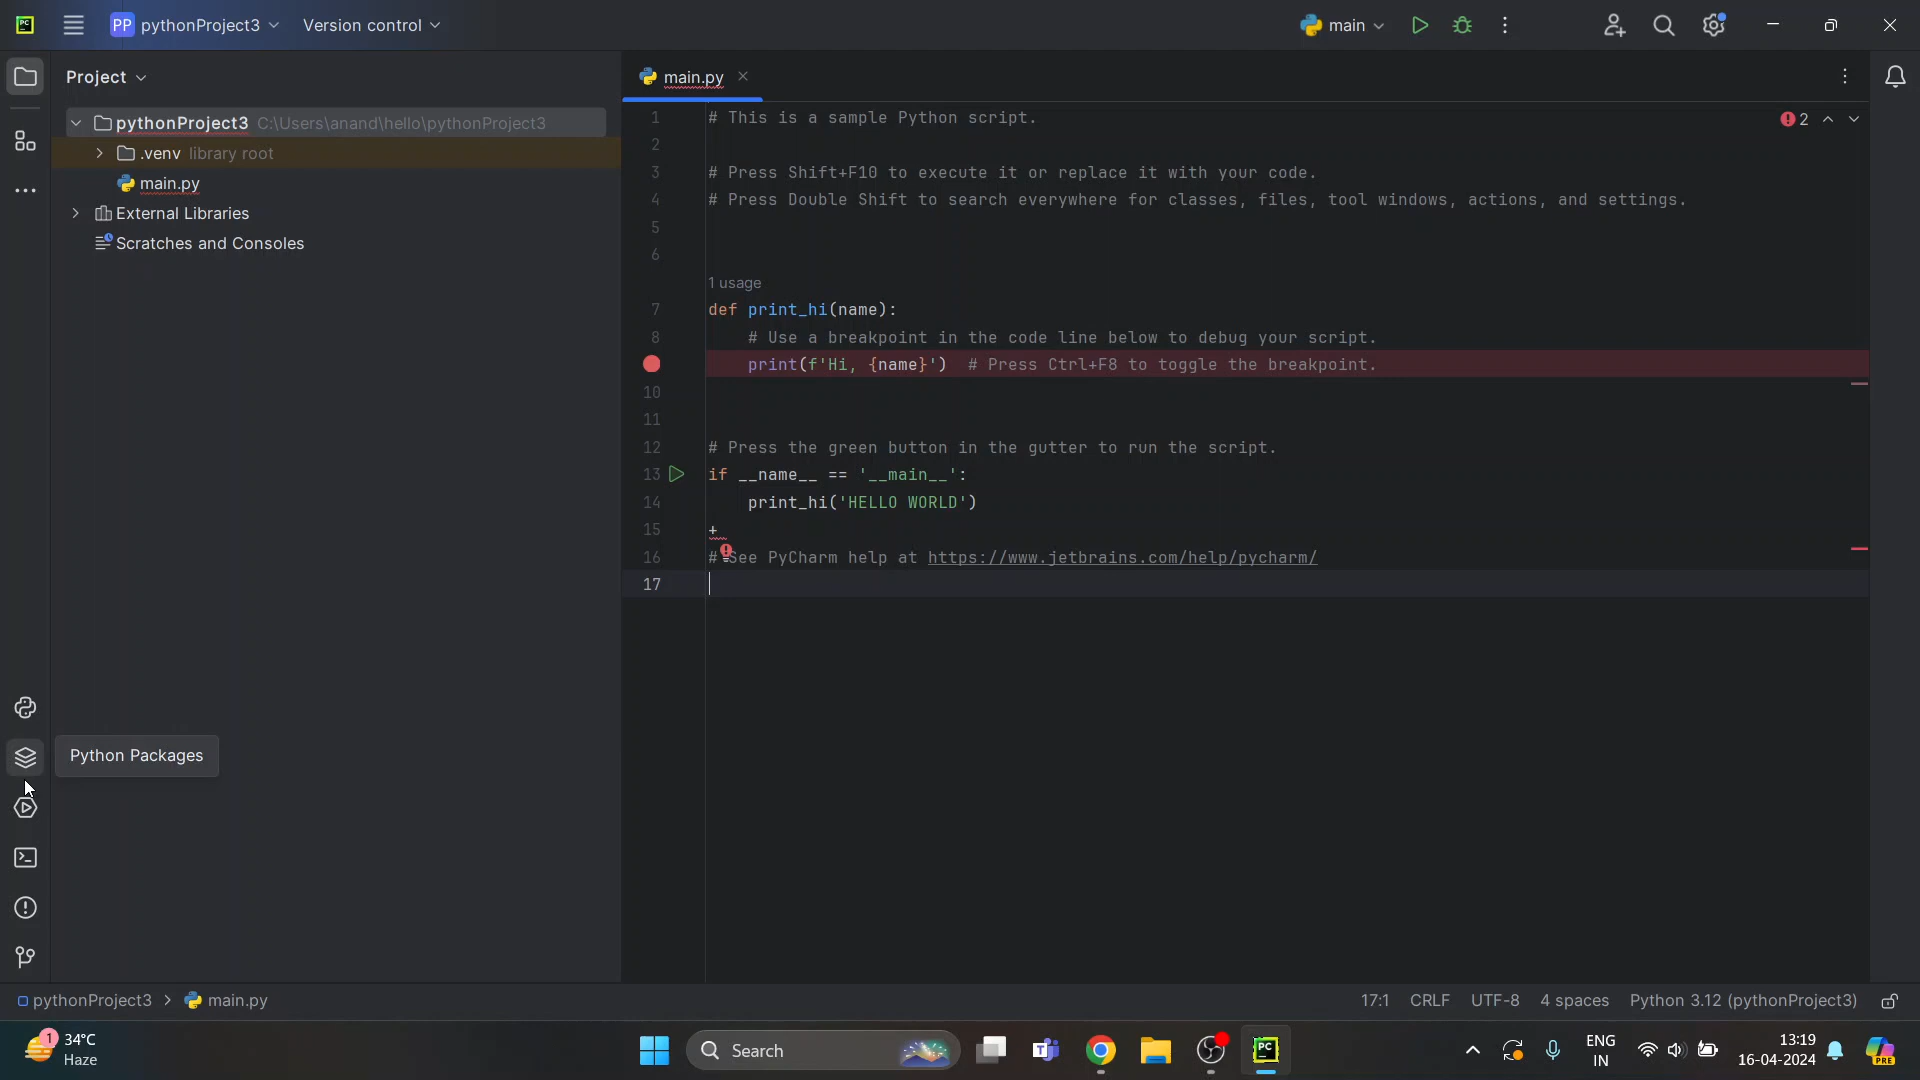 PC
PP pythonProject3
Version control
main
Project
pythonProject3 C:\Users\anand\hello\pythonProject3
.venv library root
main.py
External Libraries
Scratches and Consoles
Python Packages
main.py
2
1 # This is a sample Python script.
2
3 # Press Shift+F10 to execute it or replace it with your code.
4 # Press Double Shift to search everywhere for classes, files, tool windows, actions, and settings.
5
6
1 usage
7 def print_hi(name):
8 # Use a breakpoint in the code line below to debug your script.
print(f'Hi, {name}') # Press Ctrl+F8 to toggle the breakpoint.
10
11
12 # Press the green button in the gutter to run the script.
13 if __name__ == '__main__':
14 print_hi('HELLO WORLD')
15 +
16 # See PyCharm help at https://www.jetbrains.com/help/pycharm/
17
pythonProject3 > main.py
17:1 CRLF UTF-8 4 spaces Python 3.12 (pythonProject3)
1
34°C
Haze
Search
PC
ENG
IN
13:19
16-04-2024
PRE